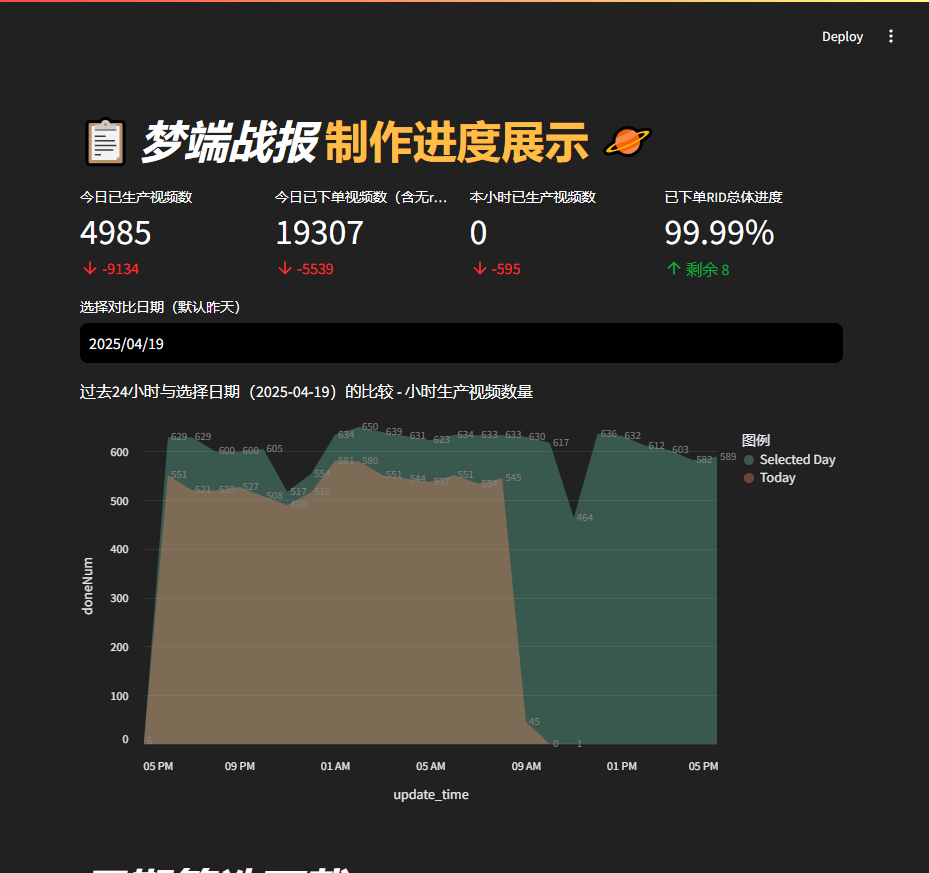 Deploy
梦端战报 制作进度展示
今日已生产视频数
4985
-9134
今日已下单视频数（含无r...
19307
-5539
本小时已生产视频数
0
-595
已下单RID总体进度
99.99%
剩余 8
选择对比日期（默认昨天）
2025/04/19
过去24小时与选择日期（2025-04-19）的比较 - 小时生产视频数量
图例
Selected Day
Today
doneNum
600
500
400
300
200
100
0
629 629 600 600 605 517 554 634 650 639 631 623 634 633 633 630 617 464 636 632 612 603 582 589
6 551 521 520 527 508 490 516 581 580 551 544 537 551 534 545 45 0 1
05 PM 09 PM 01 AM 05 AM 09 AM 01 PM 05 PM
update_time